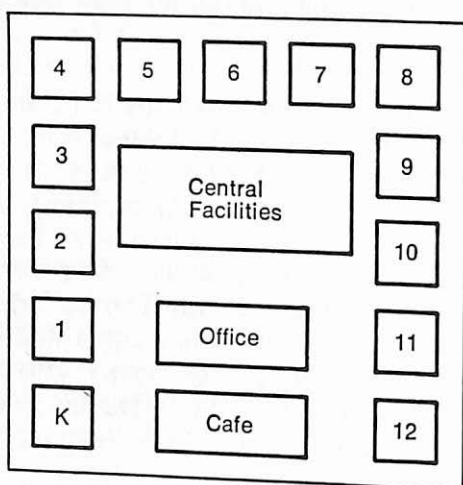 4 5 6 7 8
3 9
Central
Facilities
2 10
1 Office 11
K Cafe 12